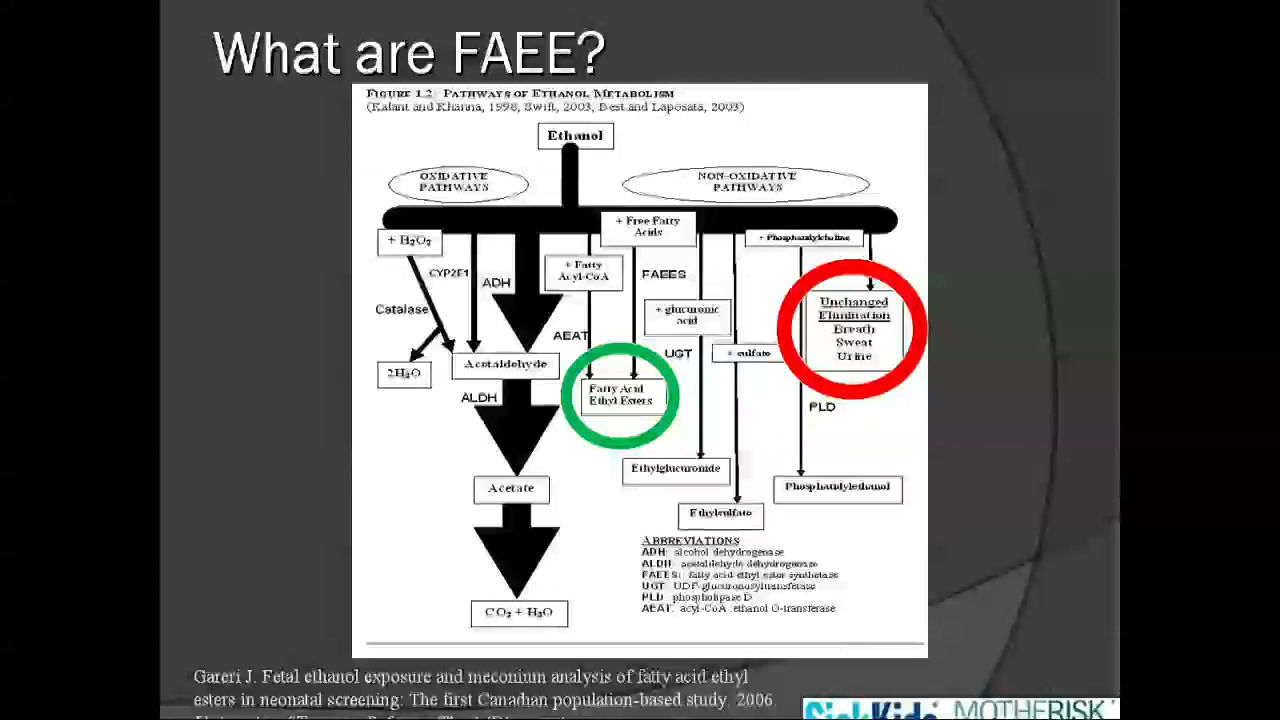 What are FAEE?
FIGURE 1.2 PATHWAYS OF ETHANOL METABOLISM
(Kalant and Khanna, 1998, Swift, 2003, Best and Laposata, 2003)
Ethanol
OXIDATIVE
PATHWAYS
NON-OXIDATIVE
PATHWAYS
+ H₂O₂
+ Free Fatty
Acids
+ Phosphatidylcholine
CYP2E1
ADH
+ Fatty
Acyl-CoA
FAEES
Catalase
+ glucuronic
acid
Unchanged
Elimination
Breath
Sweat
Urine
AEAT
UGT
+ sulfate
2H₂O
Acetaldehyde
ALDH
Fatty Acid
Ethyl Esters
PLD
Ethylglucuronide
Acetate
Phosphatidylethanol
Ethylsulfate
ABBREVIATIONS
ADH: alcohol dehydrogenase
ALDH: acetaldehyde dehydrogenase
FAEES: fatty acid ethyl ester synthetase
UGT: UDP-glucuronosyltransferase
PLD: phospholipase D
AEAT: acyl-CoA: ethanol O-transferase
CO₂ + H₂O
Gareri J. Fetal ethanol exposure and meconium analysis of fatty acid ethyl
esters in neonatal screening: The first Canadian population-based study. 2006.
SickKids MOTHERISK